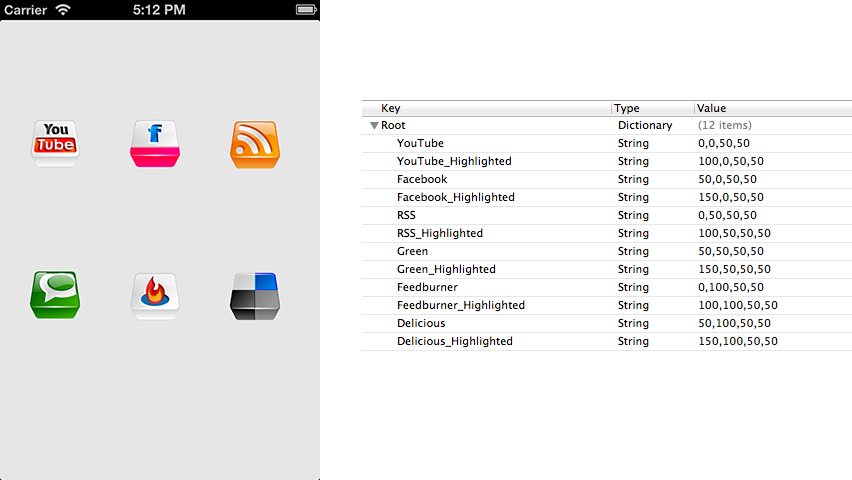 Carrier 5:12 PM
You
Tube
f
Key Type Value
Root Dictionary (12 items)
YouTube String 0,0,50,50
YouTube_Highlighted String 100,0,50,50
Facebook String 50,0,50,50
Facebook_Highlighted String 150,0,50,50
RSS String 0,50,50,50
RSS_Highlighted String 100,50,50,50
Green String 50,50,50,50
Green_Highlighted String 150,50,50,50
Feedburner String 0,100,50,50
Feedburner_Highlighted String 100,100,50,50
Delicious String 50,100,50,50
Delicious_Highlighted String 150,100,50,50